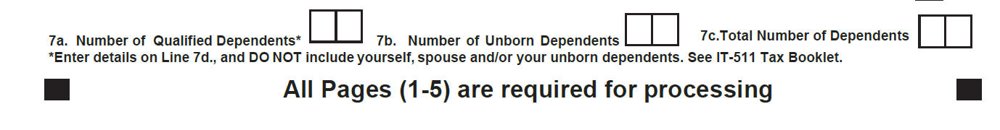 7a. Number of Qualified Dependents* 7b. Number of Unborn Dependents 7c.Total Number of Dependents
*Enter details on Line 7d., and DO NOT include yourself, spouse and/or your unborn dependents. See IT-511 Tax Booklet.
All Pages (1-5) are required for processing